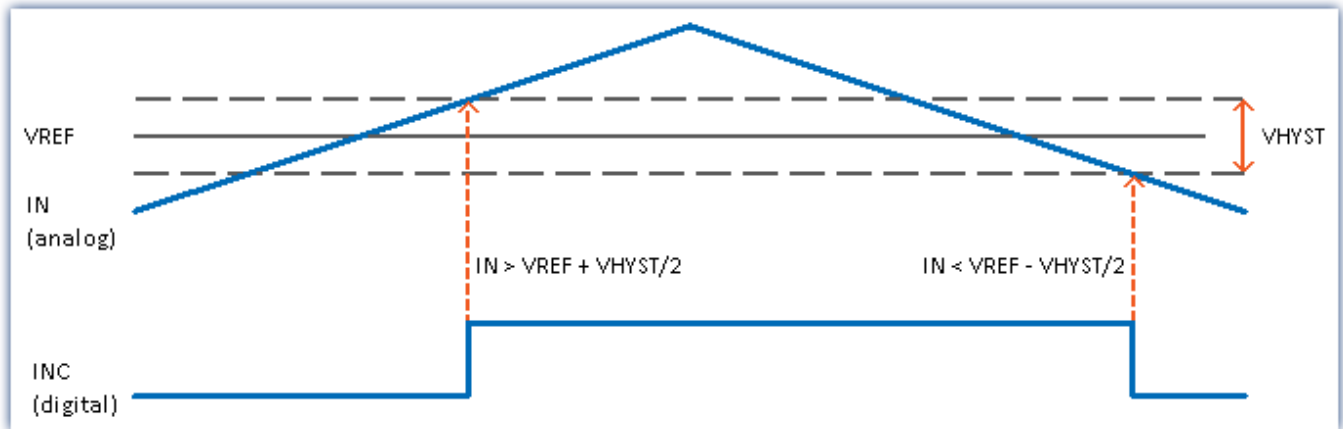 VREF
VHYST
IN
(analog)
IN > VREF + VHYST/2
IN < VREF - VHYST/2
INC
(digital)